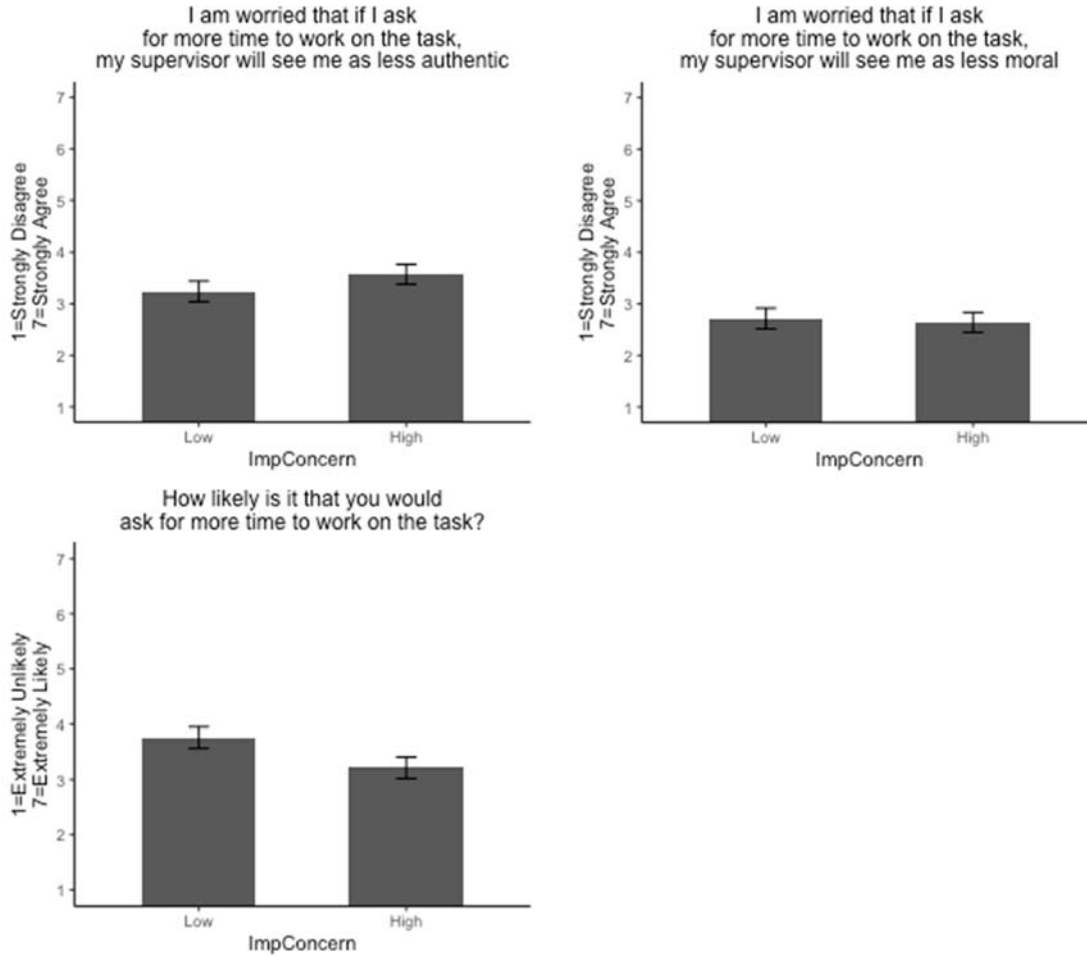 I am worried that if I ask
for more time to work on the task,
my supervisor will see me as less authentic
1=Strongly Disagree
7=Strongly Agree
7
6
5
4
3
2
1
Low
High
ImpConcern
I am worried that if I ask
for more time to work on the task,
my supervisor will see me as less moral
1=Strongly Disagree
7=Strongly Agree
7
6
5
4
3
2
1
Low
High
ImpConcern
How likely is it that you would
ask for more time to work on the task?
1=Extremely Unlikely
7=Extremely Likely
7
6
5
4
3
2
1
Low
High
ImpConcern